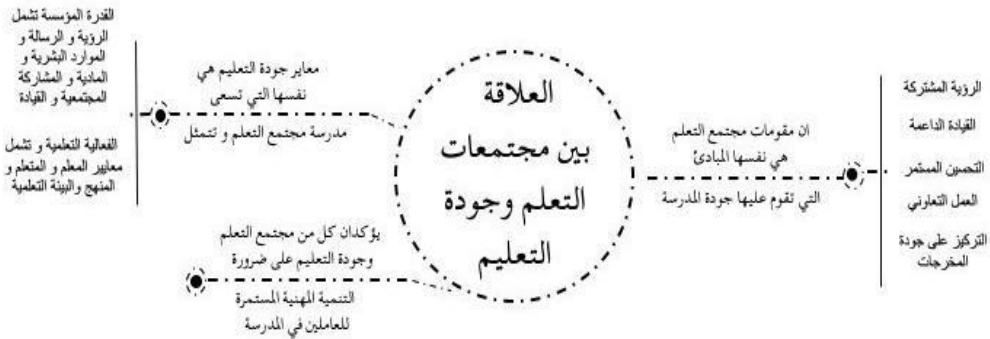 العلاقة
بين مجتمعات
التعلم وجودة
التعليم
ان مقومات مجتمع التعلم
هي نفسها المبادئ
التي تقوم عليها جودة المدرسة
الرؤية المشتركة
القيادة الداعمة
التحسين المستمر
العمل التعاوني
التركيز على جودة
المخرجات
معاير جودة التعليم هي
نفسها التي تسعى
مدرسة مجتمع التعلم و تتمثل
القدرة المؤسسة تشمل
الرؤية و الرسالة و
الموارد البشرية و
المادية و المشاركة
المجتمعية و القيادة
الفعالية التعلمية و تشمل
معايير المعلم و المتعلم و
المنهج والبيئة التعلمية
يؤكدان كل من مجتمع التعلم
وجودة التعليم على ضرورة
التنمية المهنية المستمرة
للعاملين في المدرسة